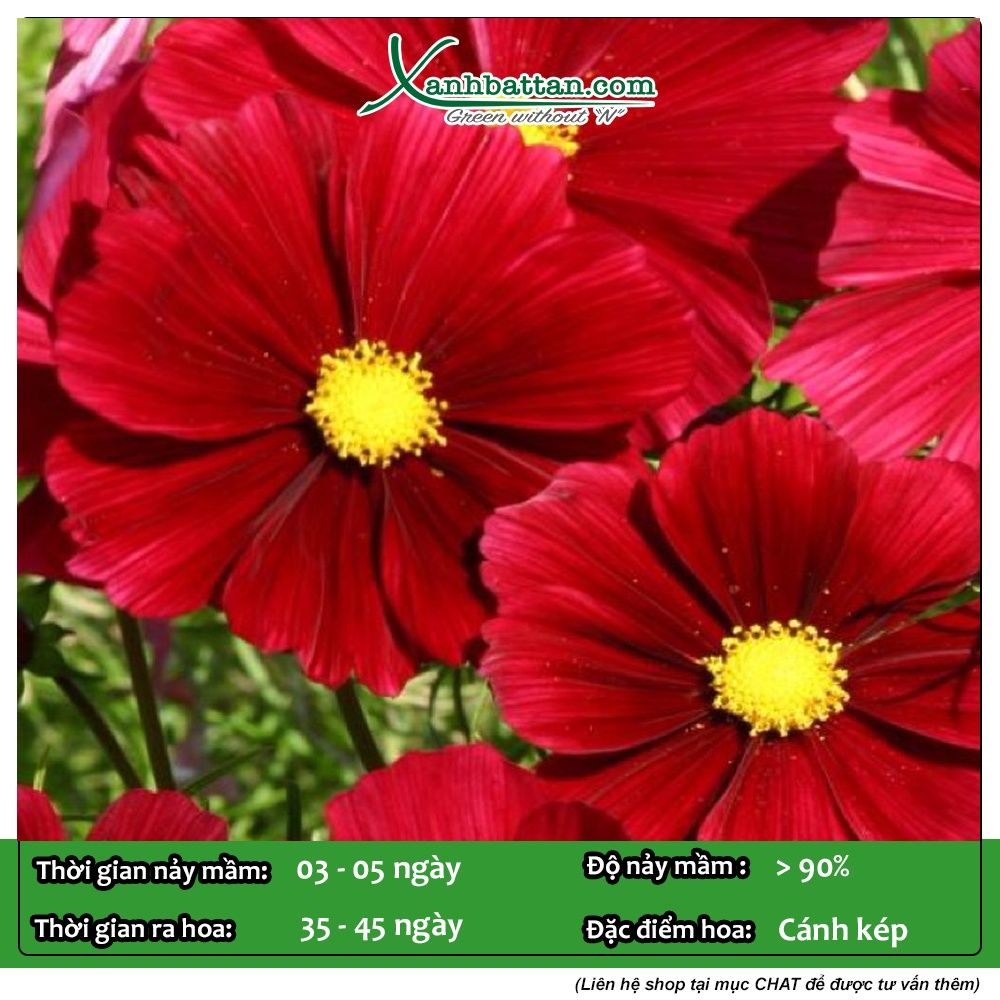 Xanhbattan.com
Green without "N"
Thời gian nảy mầm: 03 - 05 ngày
Độ nảy mầm : > 90%
Thời gian ra hoa: 35 - 45 ngày
Đặc điểm hoa: Cánh kép
(Liên hệ shop tại mục CHAT để được tư vấn thêm)